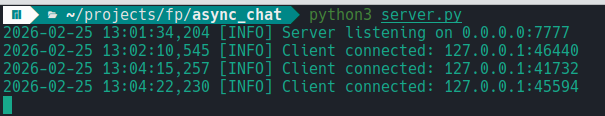 ~/projects/fp/async_chat python3 server.py
2026-02-25 13:01:34,204 [INFO] Server listening on 0.0.0.0:7777
2026-02-25 13:02:10,545 [INFO] Client connected: 127.0.0.1:46440
2026-02-25 13:04:15,257 [INFO] Client connected: 127.0.0.1:41732
2026-02-25 13:04:22,230 [INFO] Client connected: 127.0.0.1:45594